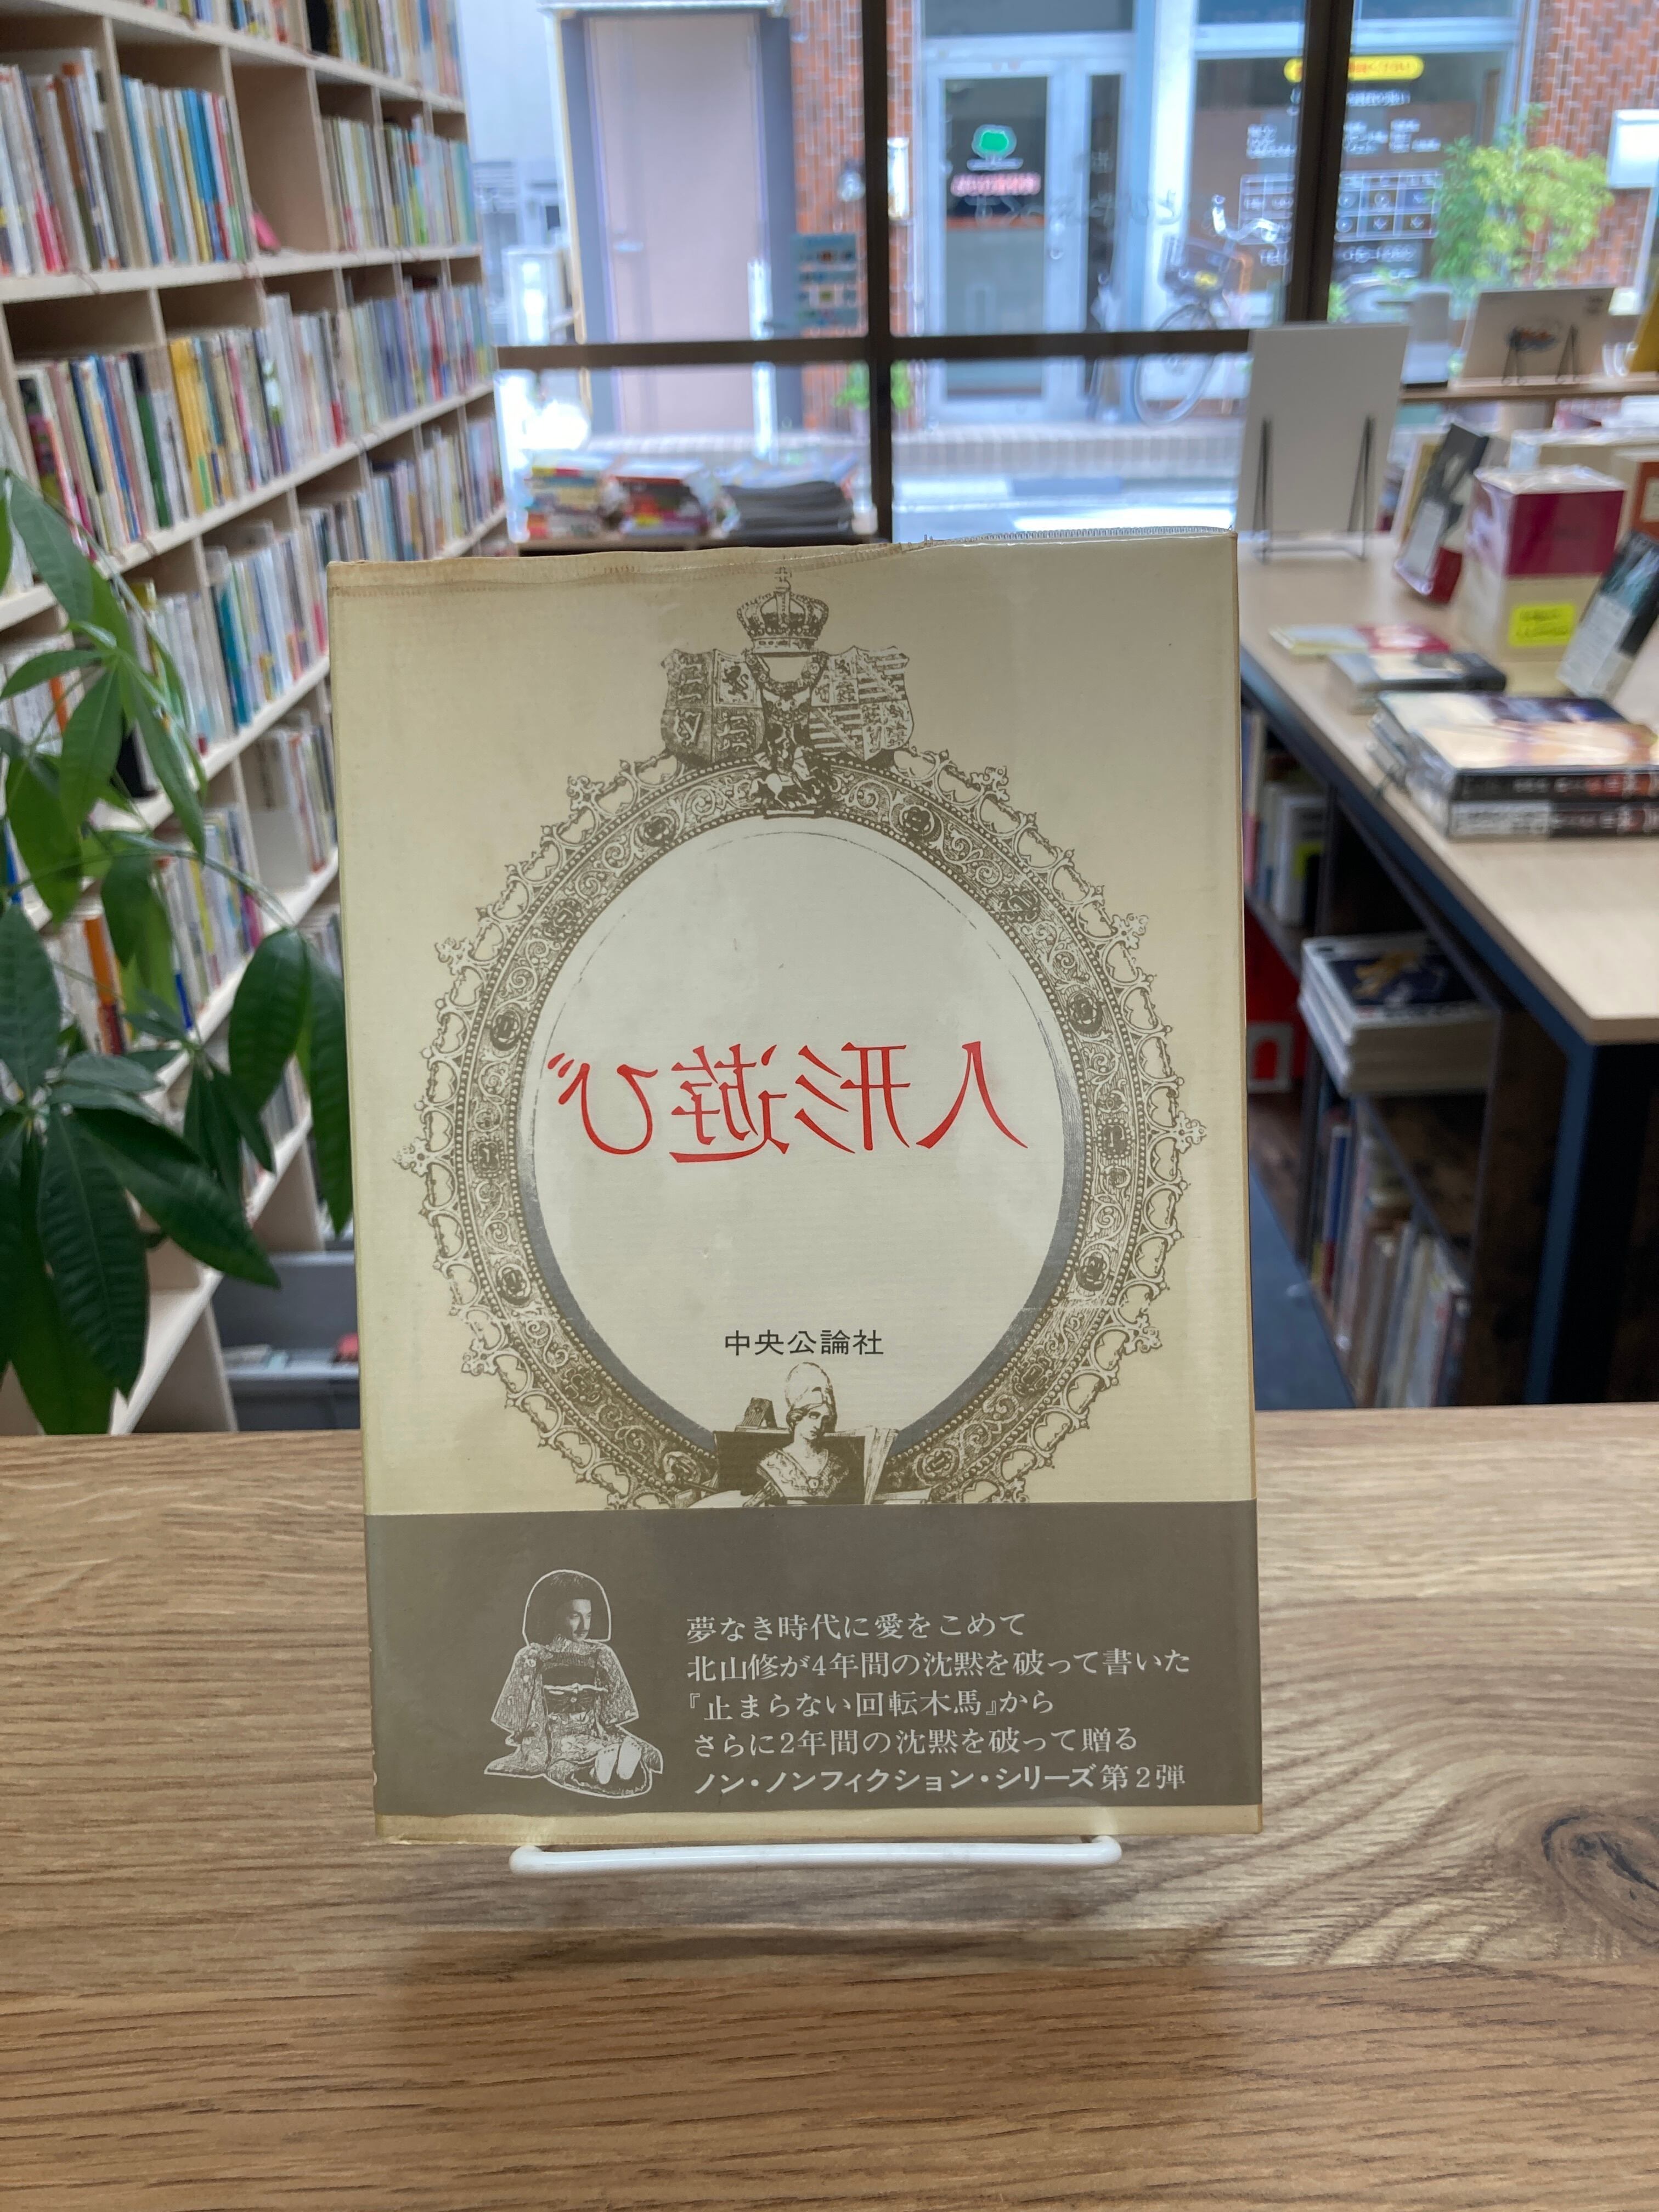 人形遊び
中央公論社
夢なき時代に愛をこめて
北山修が4年間の沈黙を破って書いた
『止まらない回転木馬』から
さらに2年間の沈黙を破って贈る
ノン・ノンフィクション・シリーズ第2弾